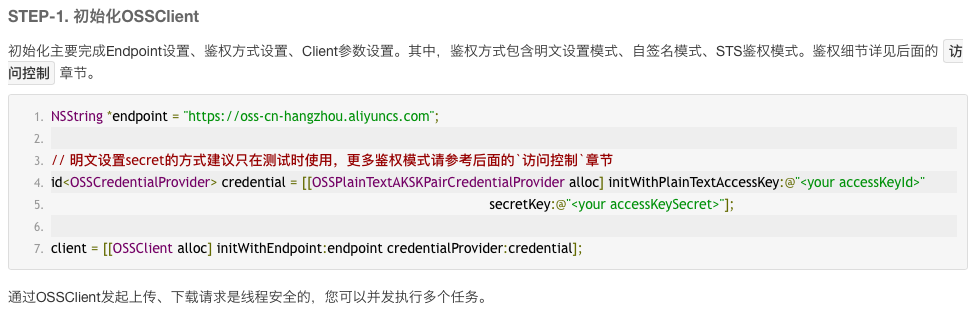 STEP-1. 初始化OSSClient
初始化主要完成Endpoint设置、鉴权方式设置、Client参数设置。其中，鉴权方式包含明文设置模式、自签名模式、STS鉴权模式。鉴权细节详见后面的 访
问控制 章节。
1. NSString *endpoint = "https://oss-cn-hangzhou.aliyuncs.com";
2.
3. // 明文设置secret的方式建议只在测试时使用，更多鉴权模式请参考后面的`访问控制`章节
4. id<OSSCredentialProvider> credential = [[OSSPlainTextAKSKPairCredentialProvider alloc] initWithPlainTextAccessKey:@"<your accessKeyId>"
5. secretKey:@"<your accessKeySecret>"];
6.
7. client = [[OSSClient alloc] initWithEndpoint:endpoint credentialProvider:credential];
通过OSSClient发起上传、下载请求是线程安全的，您可以并发执行多个任务。